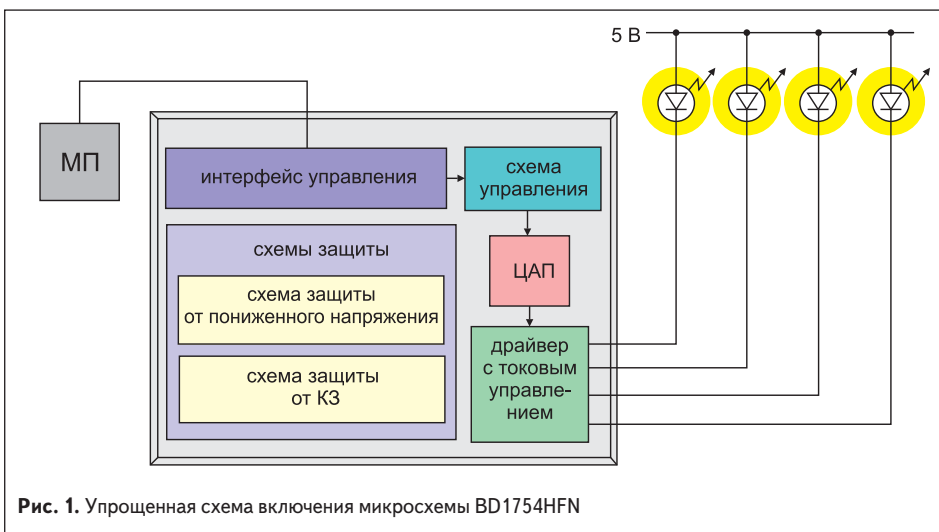 5 В
МП
интерфейс управления
схема
управления
схемы защиты
схема защиты
от пониженного напряжения
схема защиты
от КЗ
ЦАП
драйвер
с токовым
управле-
нием
Рис. 1. Упрощенная схема включения микросхемы BD1754HFN